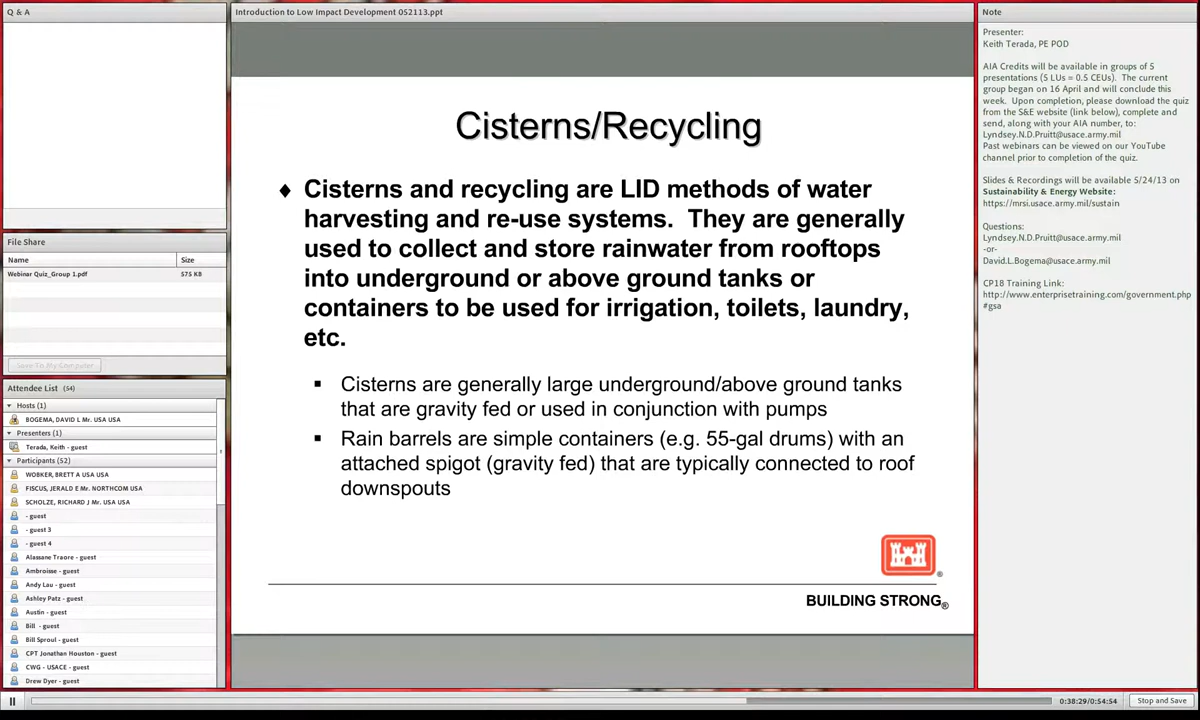 Q & A
Introduction to Low Impact Development 052113.ppt
Cisterns/Recycling
♦ Cisterns and recycling are LID methods of water
harvesting and re-use systems. They are generally
used to collect and store rainwater from rooftops
into underground or above ground tanks or
containers to be used for irrigation, toilets, laundry,
etc.
▪ Cisterns are generally large underground/above ground tanks
that are gravity fed or used in conjunction with pumps
▪ Rain barrels are simple containers (e.g. 55-gal drums) with an
attached spigot (gravity fed) that are typically connected to roof
downspouts
®
BUILDING STRONG®
File Share
Name Size
Webinar Quiz_Group 1.pdf 575 KB
Save To My Computer
Attendee List (54)
Hosts (1)
BOGEMA, DAVID L Mr. USA USA
Presenters (1)
Terada, Keith - guest
Participants (52)
WOBKER, BRETT A USA USA
FISCUS, JERALD E Mr. NORTHCOM USA
SCHOLZE, RICHARD J Mr. USA USA
- guest
- guest 3
- guest 4
Alassane Traore - guest
Ambroisse - guest
Andy Lau - guest
Ashley Patz - guest
Austin - guest
Bill - guest
Bill Sproul - guest
CPT Jonathan Houston - guest
CWG - USACE - guest
Drew Dyer - guest
Note
Presenter:
Keith Terada, PE POD
AIA Credits will be available in groups of 5
presentations (5 LUs = 0.5 CEUs). The current
group began on 16 April and will conclude this
week. Upon completion, please download the quiz
from the S&E website (link below), complete and
send, along with your AIA number, to:
Lyndsey.N.D.Pruitt@usace.army.mil
Past webinars can be viewed on our YouTube
channel prior to completion of the quiz.
Slides & Recordings will be available 5/24/13 on
Sustainability & Energy Website:
https://mrsi.usace.army.mil/sustain
Questions:
Lyndsey.N.D.Pruitt@usace.army.mil
-or-
David.L.Bogema@usace.army.mil
CP18 Training Link:
http://www.enterprisetraining.com/government.php
#gsa
0:38:29/0:54:54
Stop and Save